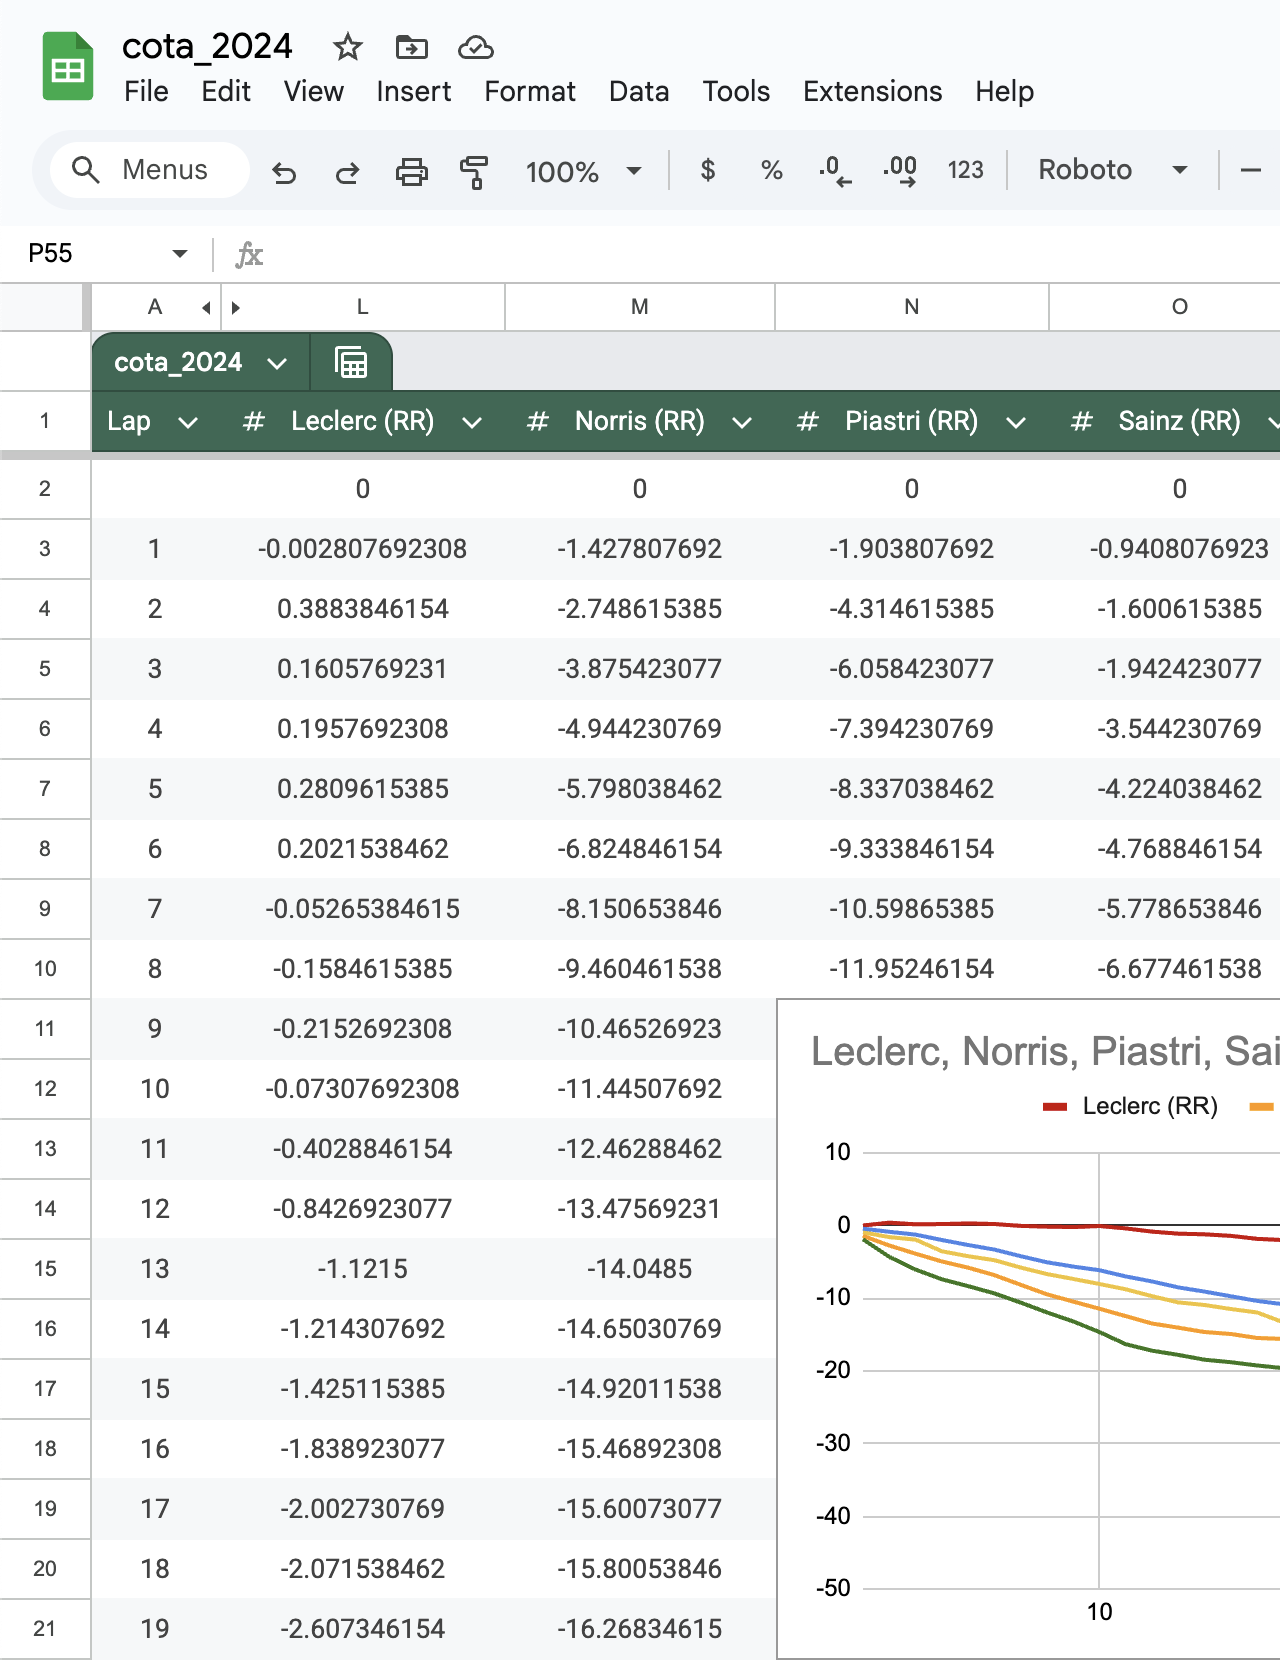 cota_2024
File Edit View Insert Format Data Tools Extensions Help
Menus 100% $ % .0 .00 123 Roboto
P55 fx
A L M N O
cota_2024
1 Lap # Leclerc (RR) # Norris (RR) # Piastri (RR) # Sainz (RR)
2 0 0 0 0
3 1 -0.002807692308 -1.427807692 -1.903807692 -0.9408076923
4 2 0.3883846154 -2.748615385 -4.314615385 -1.600615385
5 3 0.1605769231 -3.875423077 -6.058423077 -1.942423077
6 4 0.1957692308 -4.944230769 -7.394230769 -3.544230769
7 5 0.2809615385 -5.798038462 -8.337038462 -4.224038462
8 6 0.2021538462 -6.824846154 -9.333846154 -4.768846154
9 7 -0.05265384615 -8.150653846 -10.59865385 -5.778653846
10 8 -0.1584615385 -9.460461538 -11.95246154 -6.677461538
11 9 -0.2152692308 -10.46526923
12 10 -0.07307692308 -11.44507692
13 11 -0.4028846154 -12.46288462
14 12 -0.8426923077 -13.47569231
15 13 -1.1215 -14.0485
16 14 -1.214307692 -14.65030769
17 15 -1.425115385 -14.92011538
18 16 -1.838923077 -15.46892308
19 17 -2.002730769 -15.60073077
20 18 -2.071538462 -15.80053846
21 19 -2.607346154 -16.26834615
Leclerc, Norris, Piastri, Sai
Leclerc (RR)
10
0
-10
-20
-30
-40
-50
10